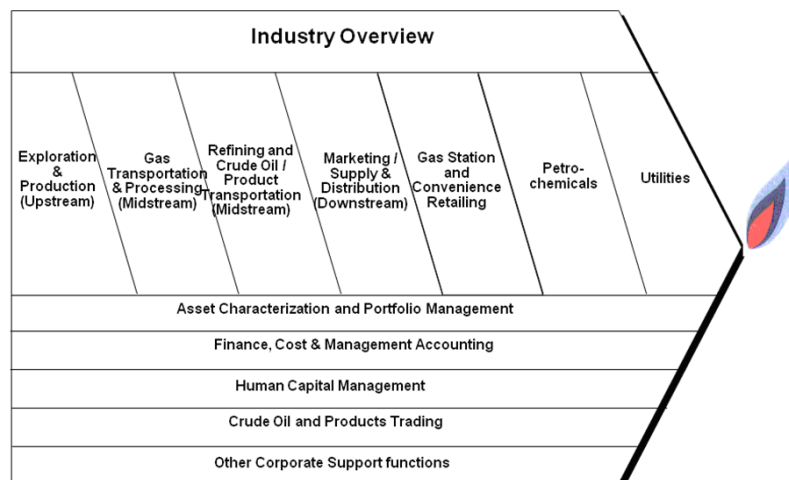 Industry Overview
Exploration
&
Production
(Upstream)
Gas
Transportation
& Processing
(Midstream)
Refining and
Crude Oil /
Product
Transportation
(Midstream)
Marketing /
Supply &
Distribution
(Downstream)
Gas Station
and
Convenience
Retailing
Petro-
chemicals
Utilities
Asset Characterization and Portfolio Management
Finance, Cost & Management Accounting
Human Capital Management
Crude Oil and Products Trading
Other Corporate Support functions